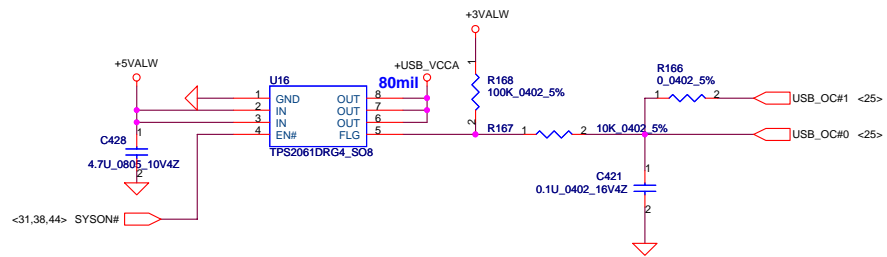 +3VALW
+5VALW
+USB_VCCA
U16
80mil
1
R168
100K_0402_5%
2
R166
0_0402_5%
1 GND OUT 8
2 IN OUT 7
3 IN OUT 6
4 EN# FLG 5
TPS2061DRG4_SO8
1 2
USB_OC#1 <25>
R167 1 2 10K_0402_5%
USB_OC#0 <25>
C428
1
2
4.7U_0805_10V4Z
C421
1
2
0.1U_0402_16V4Z
<31,38,44> SYSON#